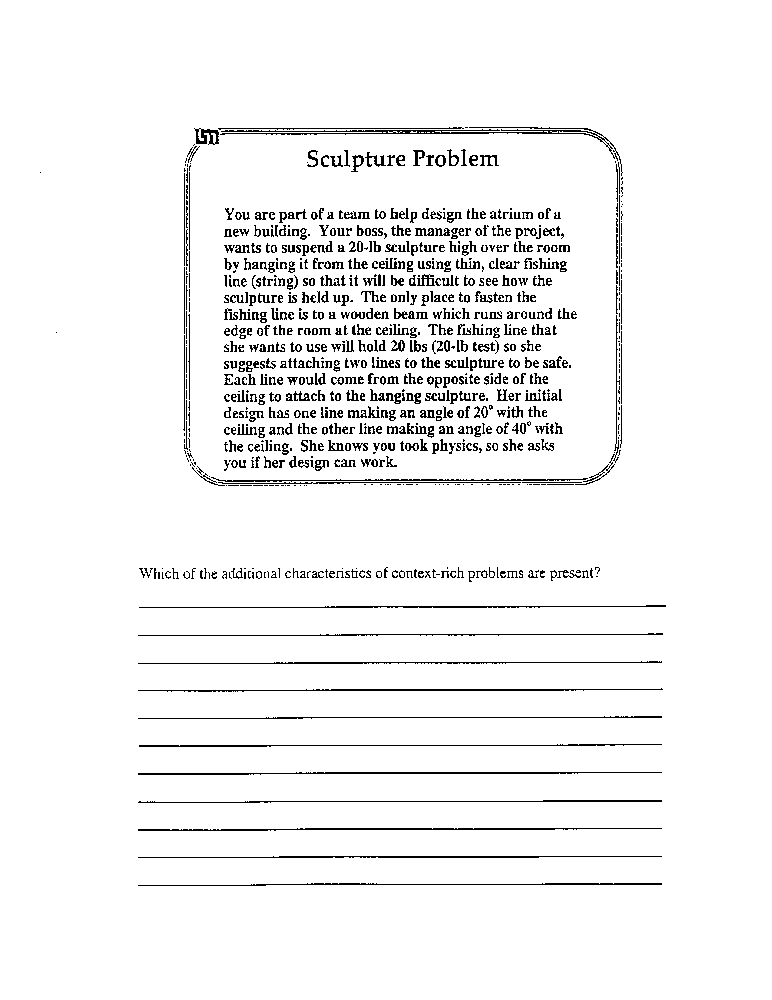 Sculpture Problem
You are part of a team to help design the atrium of a
new building. Your boss, the manager of the project,
wants to suspend a 20-lb sculpture high over the room
by hanging it from the ceiling using thin, clear fishing
line (string) so that it will be difficult to see how the
sculpture is held up. The only place to fasten the
fishing line is to a wooden beam which runs around the
edge of the room at the ceiling. The fishing line that
she wants to use will hold 20 lbs (20-lb test) so she
suggests attaching two lines to the sculpture to be safe.
Each line would come from the opposite side of the
ceiling to attach to the hanging sculpture. Her initial
design has one line making an angle of 20° with the
ceiling and the other line making an angle of 40° with
the ceiling. She knows you took physics, so she asks
you if her design can work.
Which of the additional characteristics of context-rich problems are present?